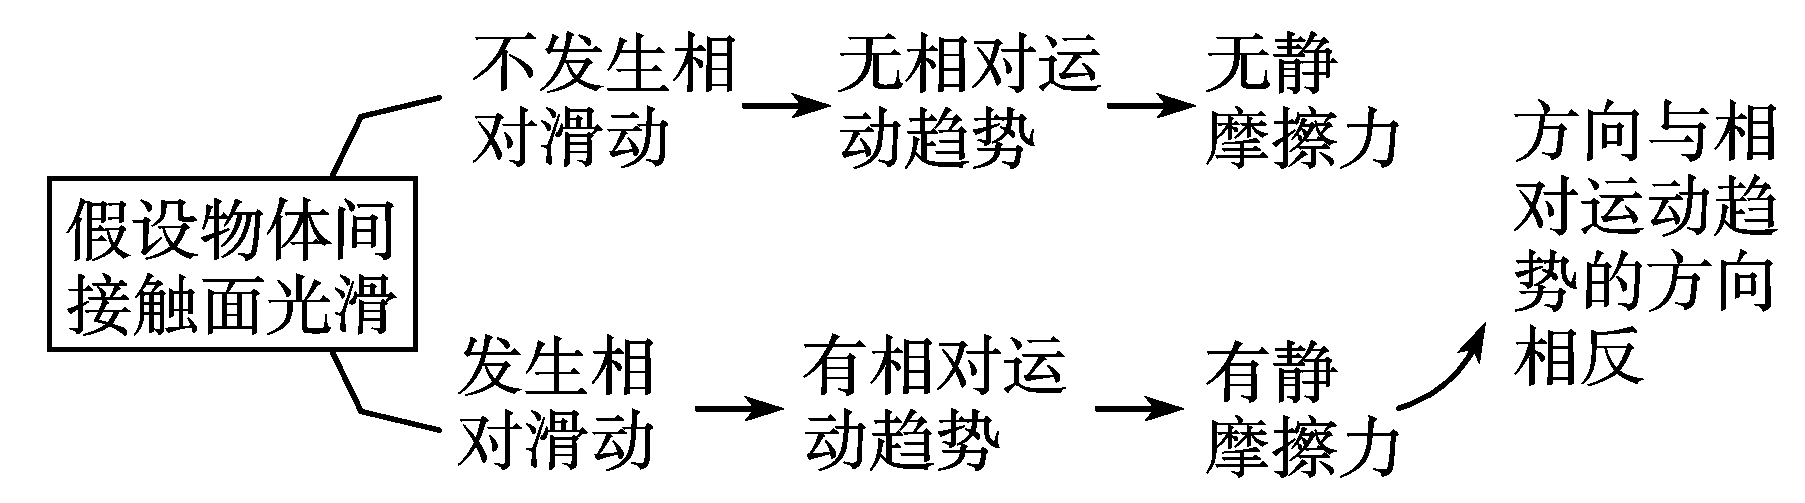 假设物体间
接触面光滑
不发生相
对滑动
无相对运
动趋势
无静
摩擦力
发生相
对滑动
有相对运
动趋势
有静
摩擦力
方向与相
对运动趋
势的方向
相反